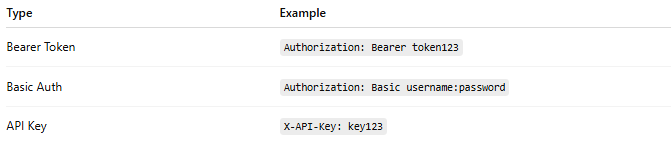 Type Example
Bearer Token Authorization: Bearer token123
Basic Auth Authorization: Basic username:password
API Key X-API-Key: key123